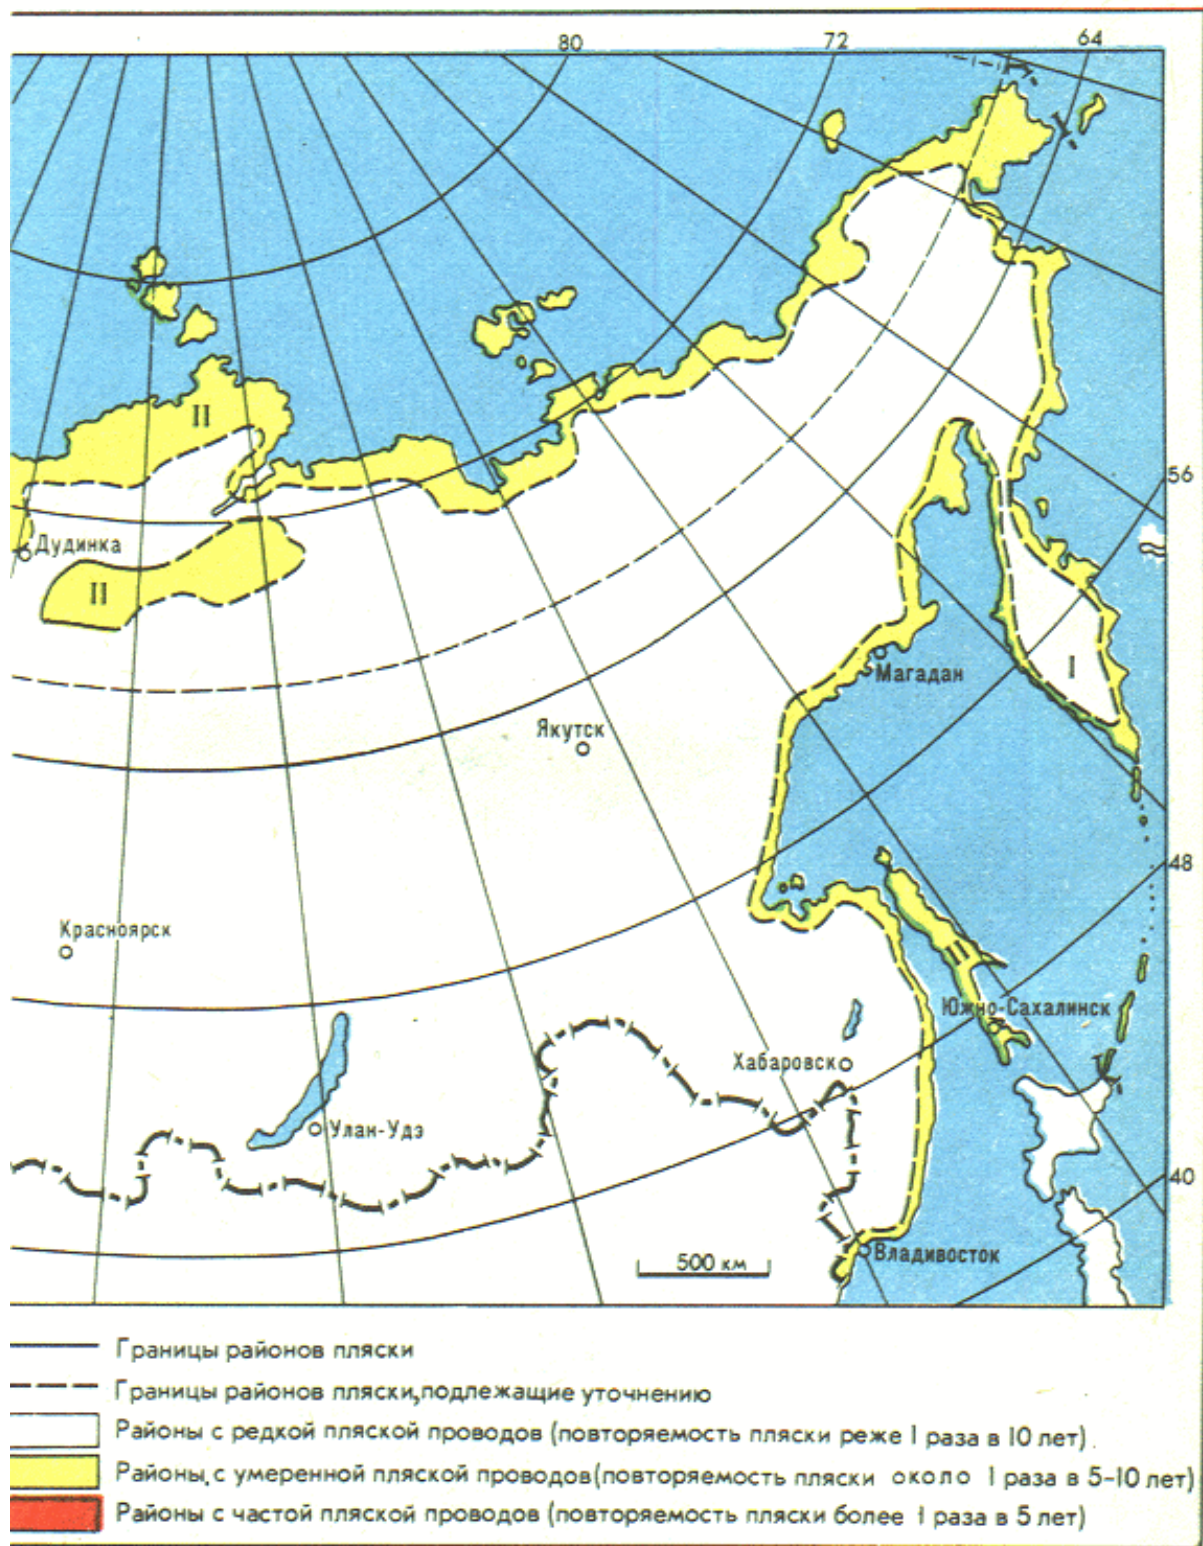 80 72 64
II
56
Дудинка
II
Магадан
I
Якутск
48
Красноярск
II
Южно-Сахалинск
Хабаровск
Улан-Удэ
40
Владивосток
500 км
Границы районов пляски
Границы районов пляски,подлежащие уточнению
Районы с редкой пляской проводов (повторяемость пляски реже 1 раза в 10 лет).
Районы с умеренной пляской проводов(повторяемость пляски около 1 раза в 5-10 лет)
Районы с частой пляской проводов (повторяемость пляски более 1 раза в 5 лет)